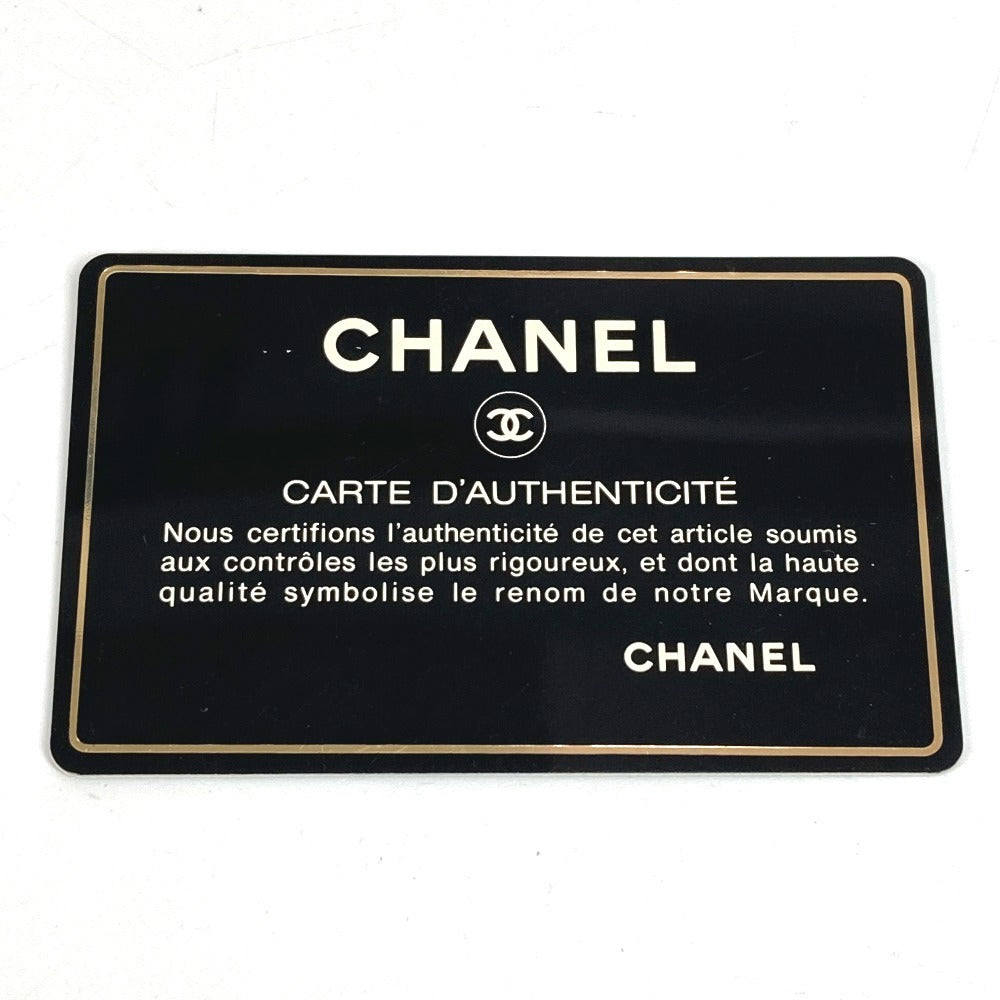 CHANEL
CARTE D'AUTHENTICITÉ
Nous certifions l'authenticité de cet article soumis
aux contrôles les plus rigoureux, et dont la haute
qualité symbolise le renom de notre Marque.
CHANEL